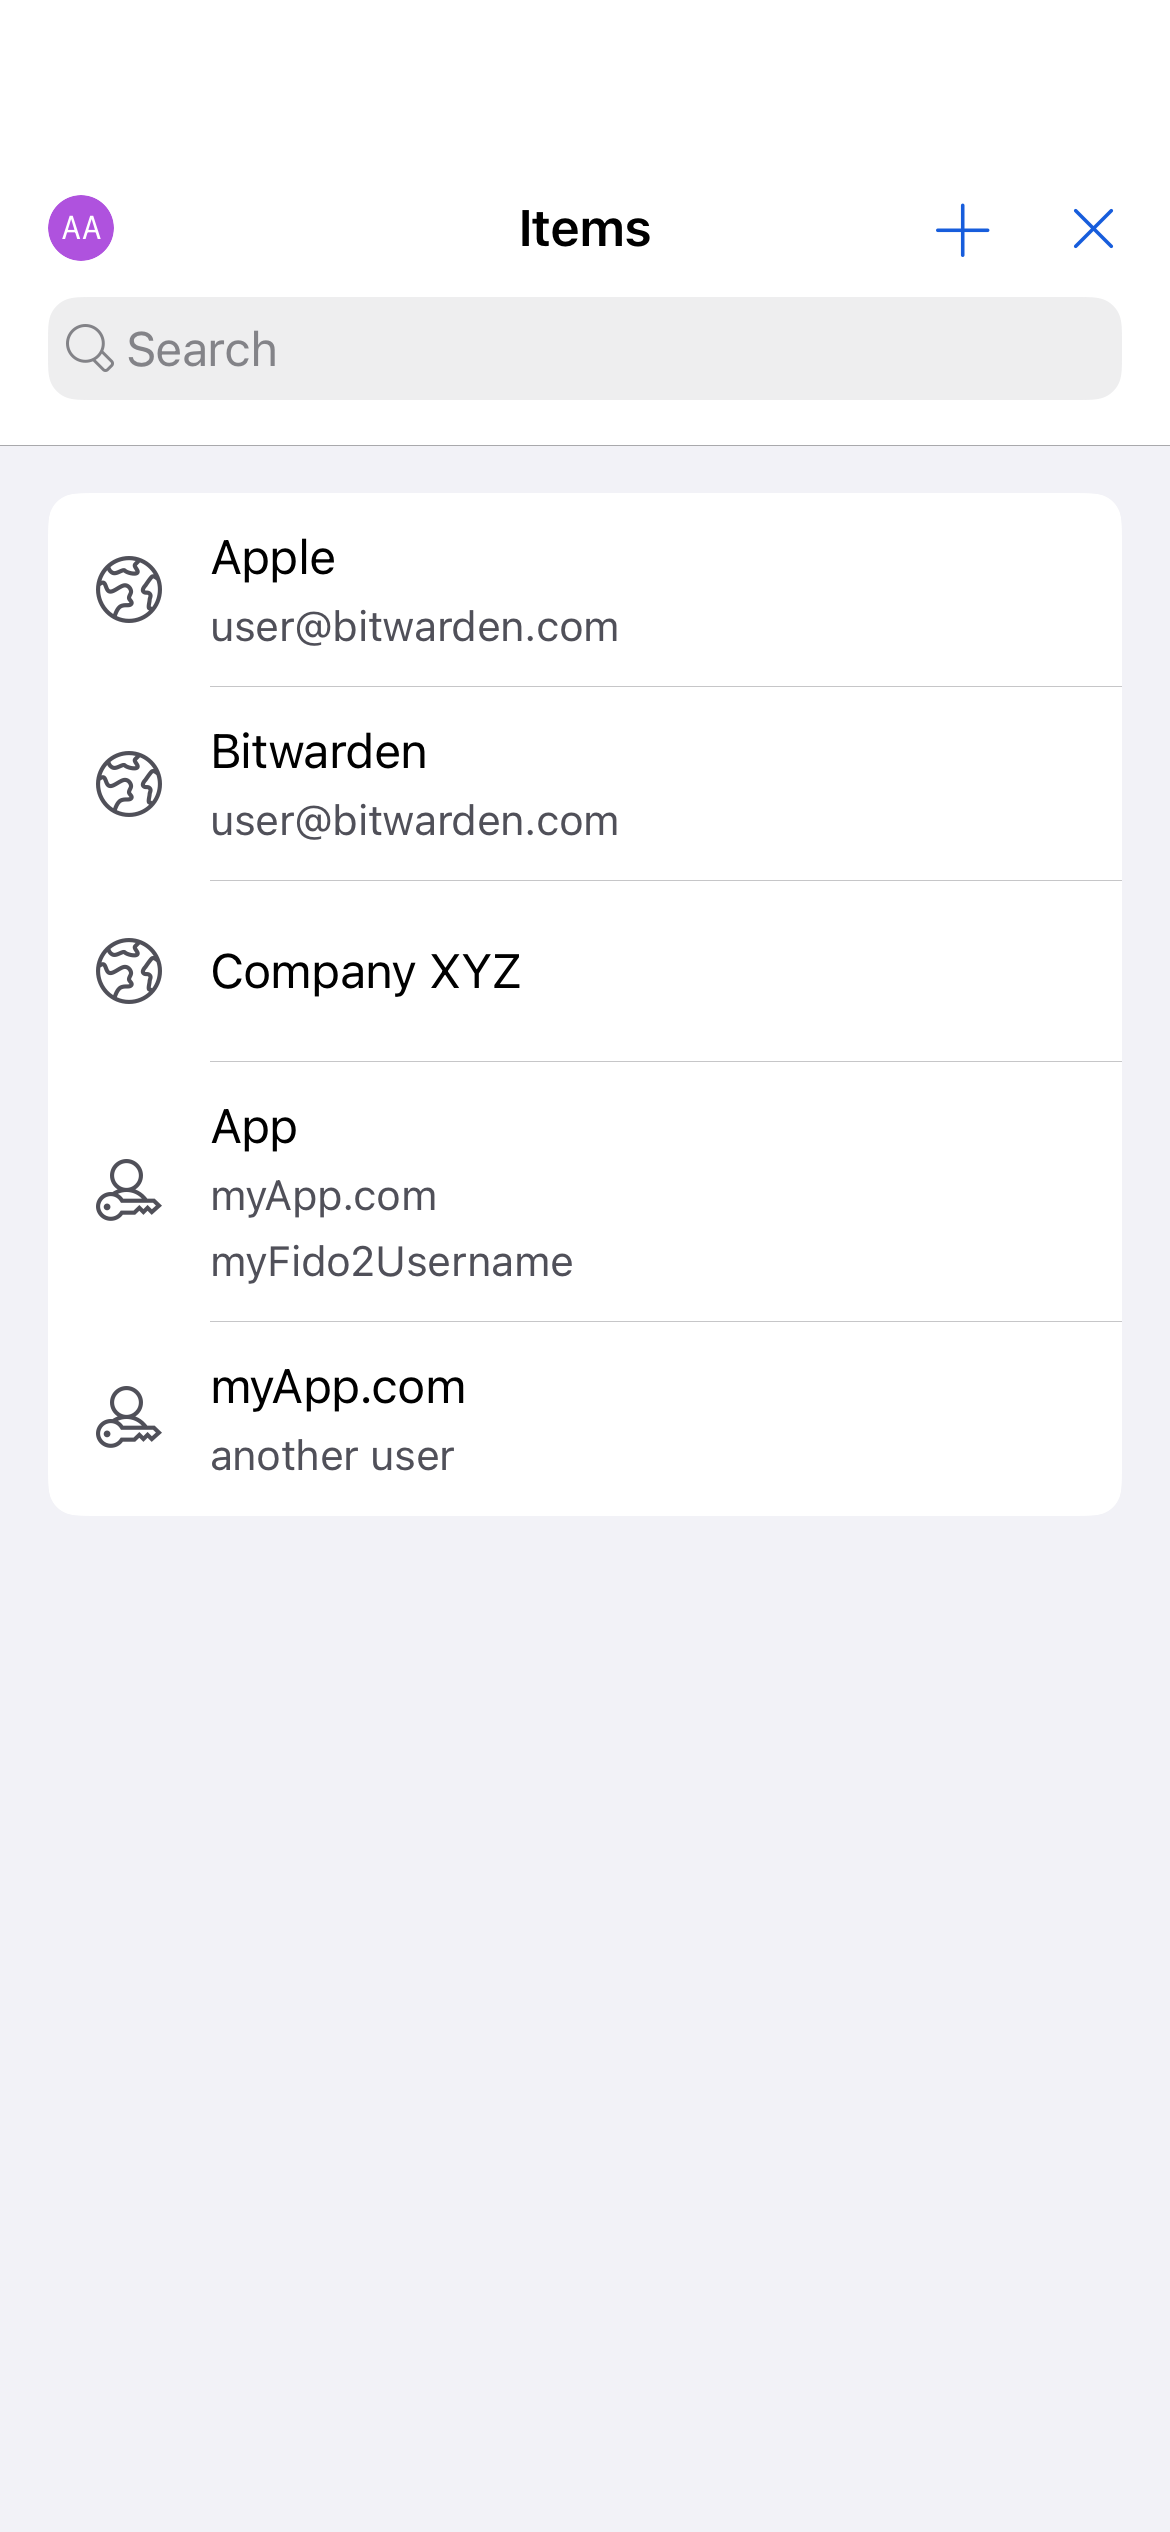 AA
Items
Search
Apple
user@bitwarden.com
Bitwarden
user@bitwarden.com
Company XYZ
App
myApp.com
myFido2Username
myApp.com
another user